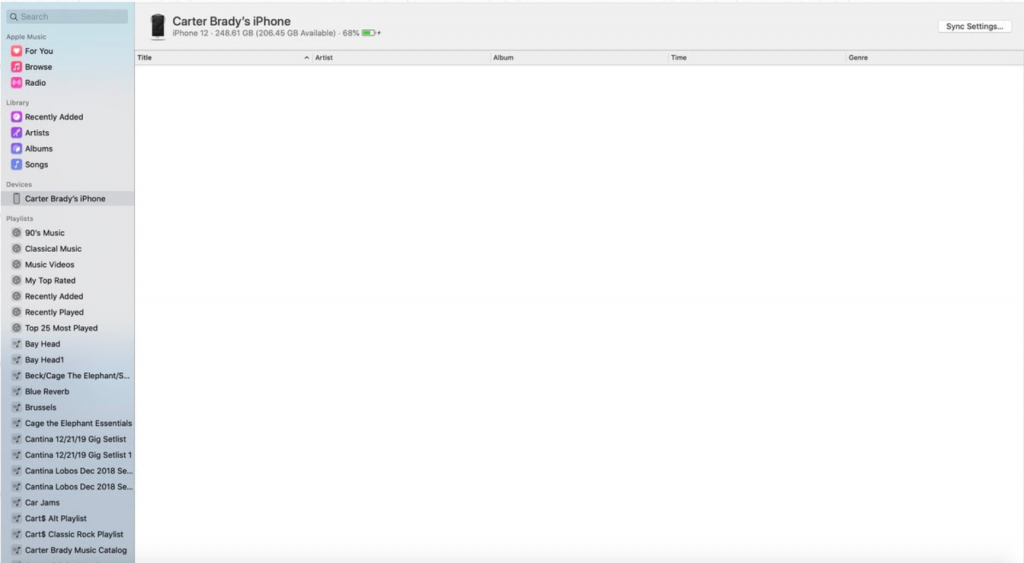 Search
Apple Music
For You
Browse
Radio
Library
Recently Added
Artists
Albums
Songs
Devices
Carter Brady's iPhone
Playlists
90's Music
Classical Music
Music Videos
My Top Rated
Recently Added
Recently Played
Top 25 Most Played
Bay Head
Bay Head1
Beck/Cage The Elephant/S...
Blue Reverb
Brussels
Cage the Elephant Essentials
Cantina 12/21/19 Gig Setlist
Cantina 12/21/19 Gig Setlist 1
Cantina Lobos Dec 2018 Se...
Cantina Lobos Dec 2018 Se...
Car Jams
Cart$ Alt Playlist
Cart$ Classic Rock Playlist
Carter Brady Music Catalog
Carter Brady's iPhone
iPhone 12 · 248.61 GB (206.45 GB Available) · 68%
Sync Settings...
Title Artist Album Time Genre